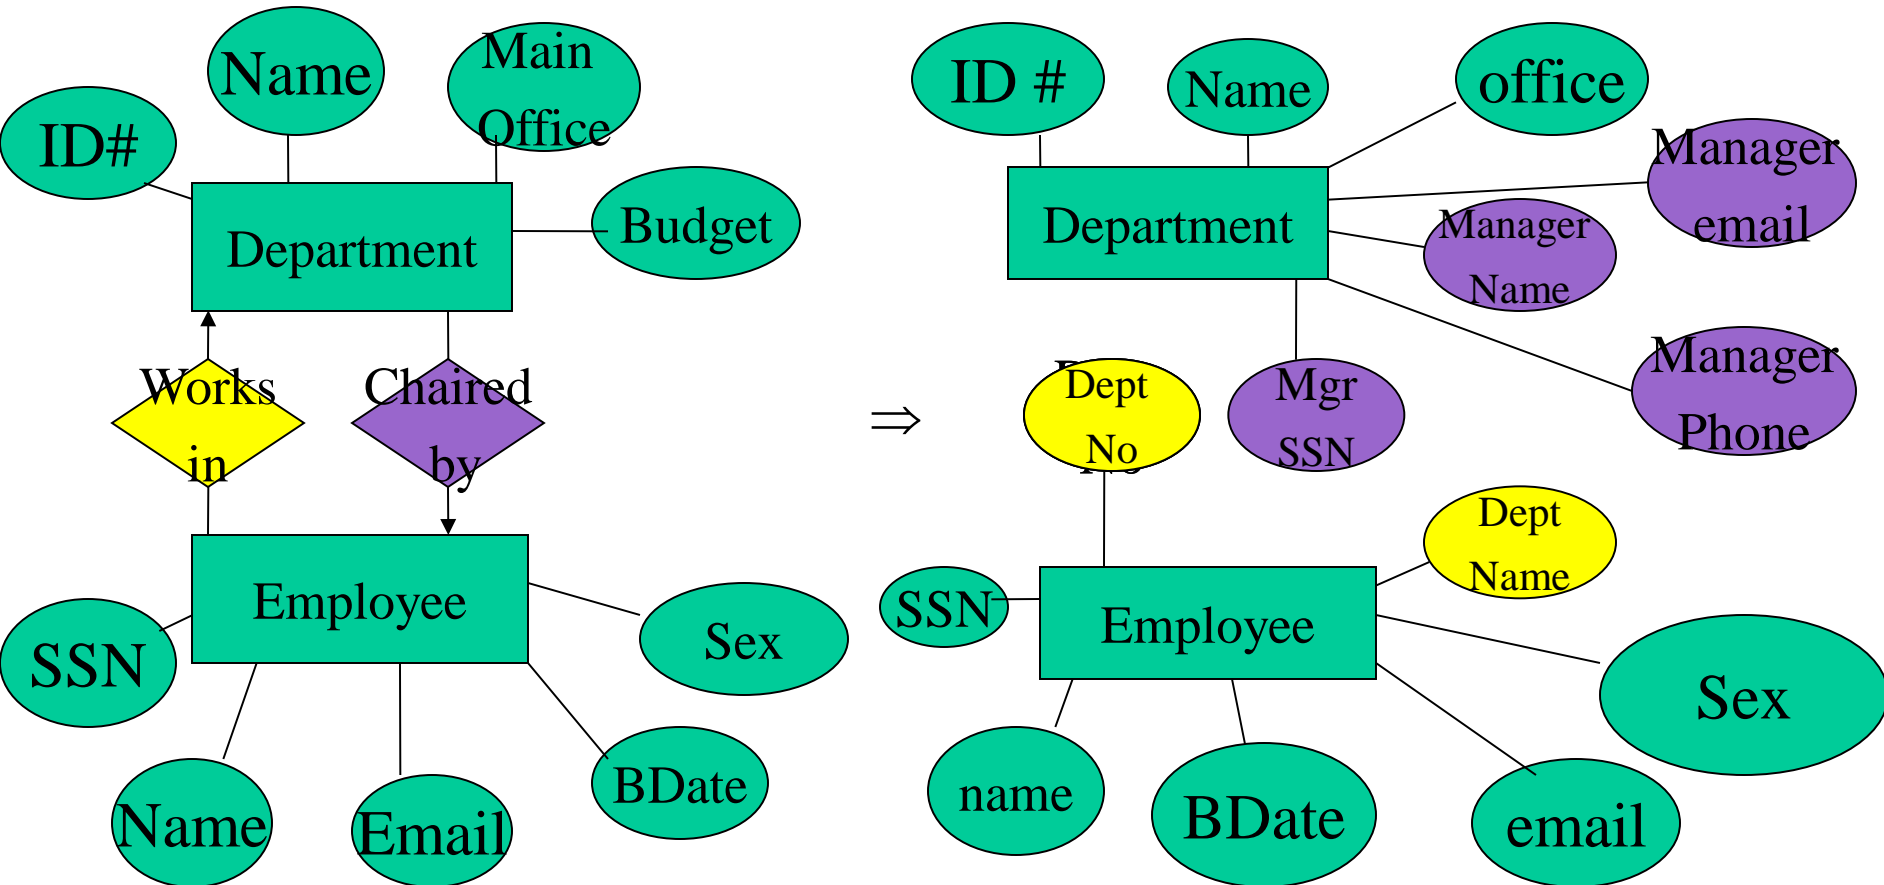 Name
Main
Office
ID#
Budget
Department
Works
in
Chaired
by
Employee
SSN
Sex
Name
Email
BDate
⇒
ID #
Name
office
Manager
email
Department
Manager
Name
Manager
Phone
Dept
No
Mgr
SSN
Dept
Name
SSN
Employee
Sex
name
BDate
email